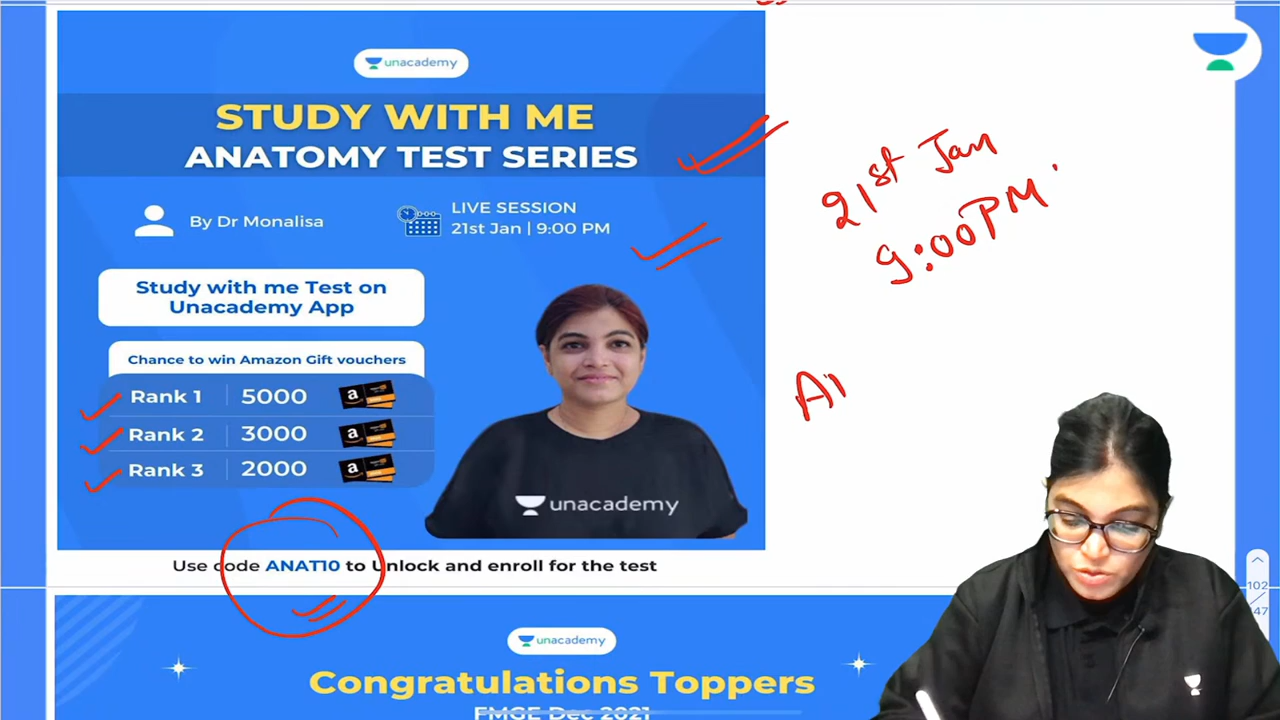 unacademy
STUDY WITH ME
ANATOMY TEST SERIES
By Dr Monalisa
LIVE SESSION
21st Jan | 9:00 PM
Study with me Test on
Unacademy App
Chance to win Amazon Gift vouchers
Rank 1 | 5000
Rank 2 | 3000
Rank 3 | 2000
unacademy
Use code ANAT10 to Unlock and enroll for the test
21st Jan
9:00PM
unacademy
Congratulations Toppers
FMGE Dec 2021
102